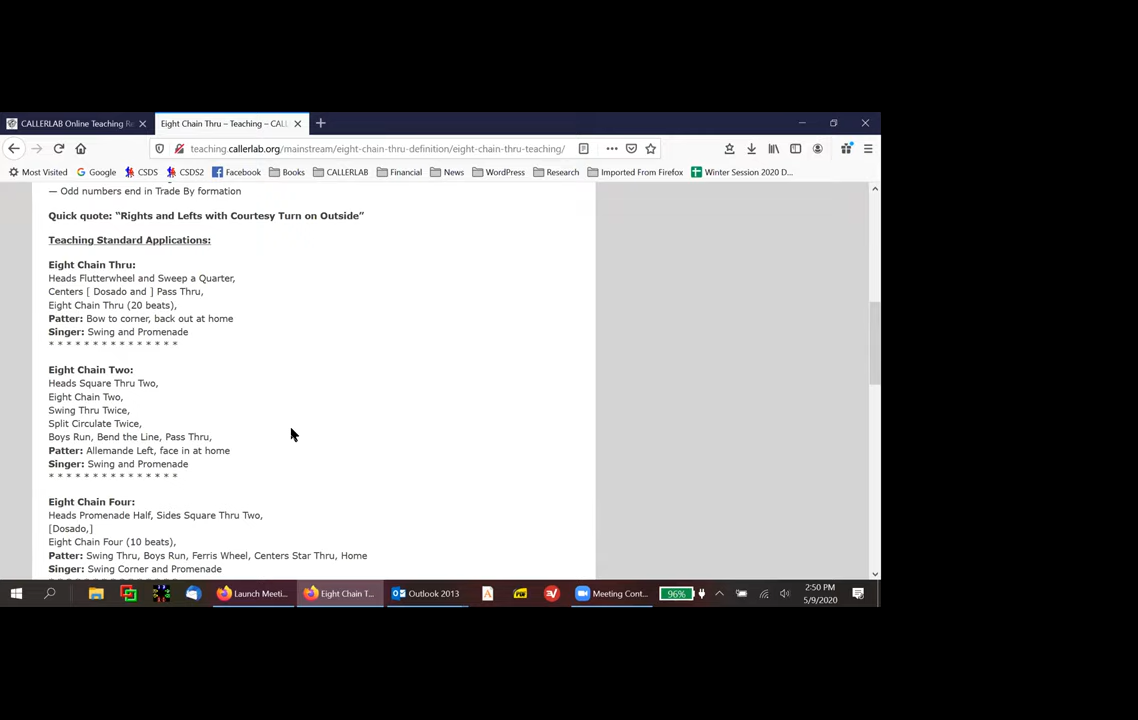 CALLERLAB Online Teaching Re
Eight Chain Thru – Teaching – CALL
teaching.callerlab.org/mainstream/eight-chain-thru-definition/eight-chain-thru-teaching/
Most Visited Google CSDS CSDS2 Facebook Books CALLERLAB Financial News WordPress Research Imported From Firefox Winter Session 2020 D...
— Odd numbers end in Trade By formation
Quick quote: “Rights and Lefts with Courtesy Turn on Outside”
Teaching Standard Applications:
Eight Chain Thru:
Heads Flutterwheel and Sweep a Quarter,
Centers [ Dosado and ] Pass Thru,
Eight Chain Thru (20 beats),
Patter: Bow to corner, back out at home
Singer: Swing and Promenade
* * * * * * * * * * * * * * *
Eight Chain Two:
Heads Square Thru Two,
Eight Chain Two,
Swing Thru Twice,
Split Circulate Twice,
Boys Run, Bend the Line, Pass Thru,
Patter: Allemande Left, face in at home
Singer: Swing and Promenade
* * * * * * * * * * * * * * *
Eight Chain Four:
Heads Promenade Half, Sides Square Thru Two,
[Dosado,]
Eight Chain Four (10 beats),
Patter: Swing Thru, Boys Run, Ferris Wheel, Centers Star Thru, Home
Singer: Swing Corner and Promenade
Launch Meeti... Eight Chain T... Outlook 2013 Meeting Cont... 96% 2:50 PM
5/9/2020